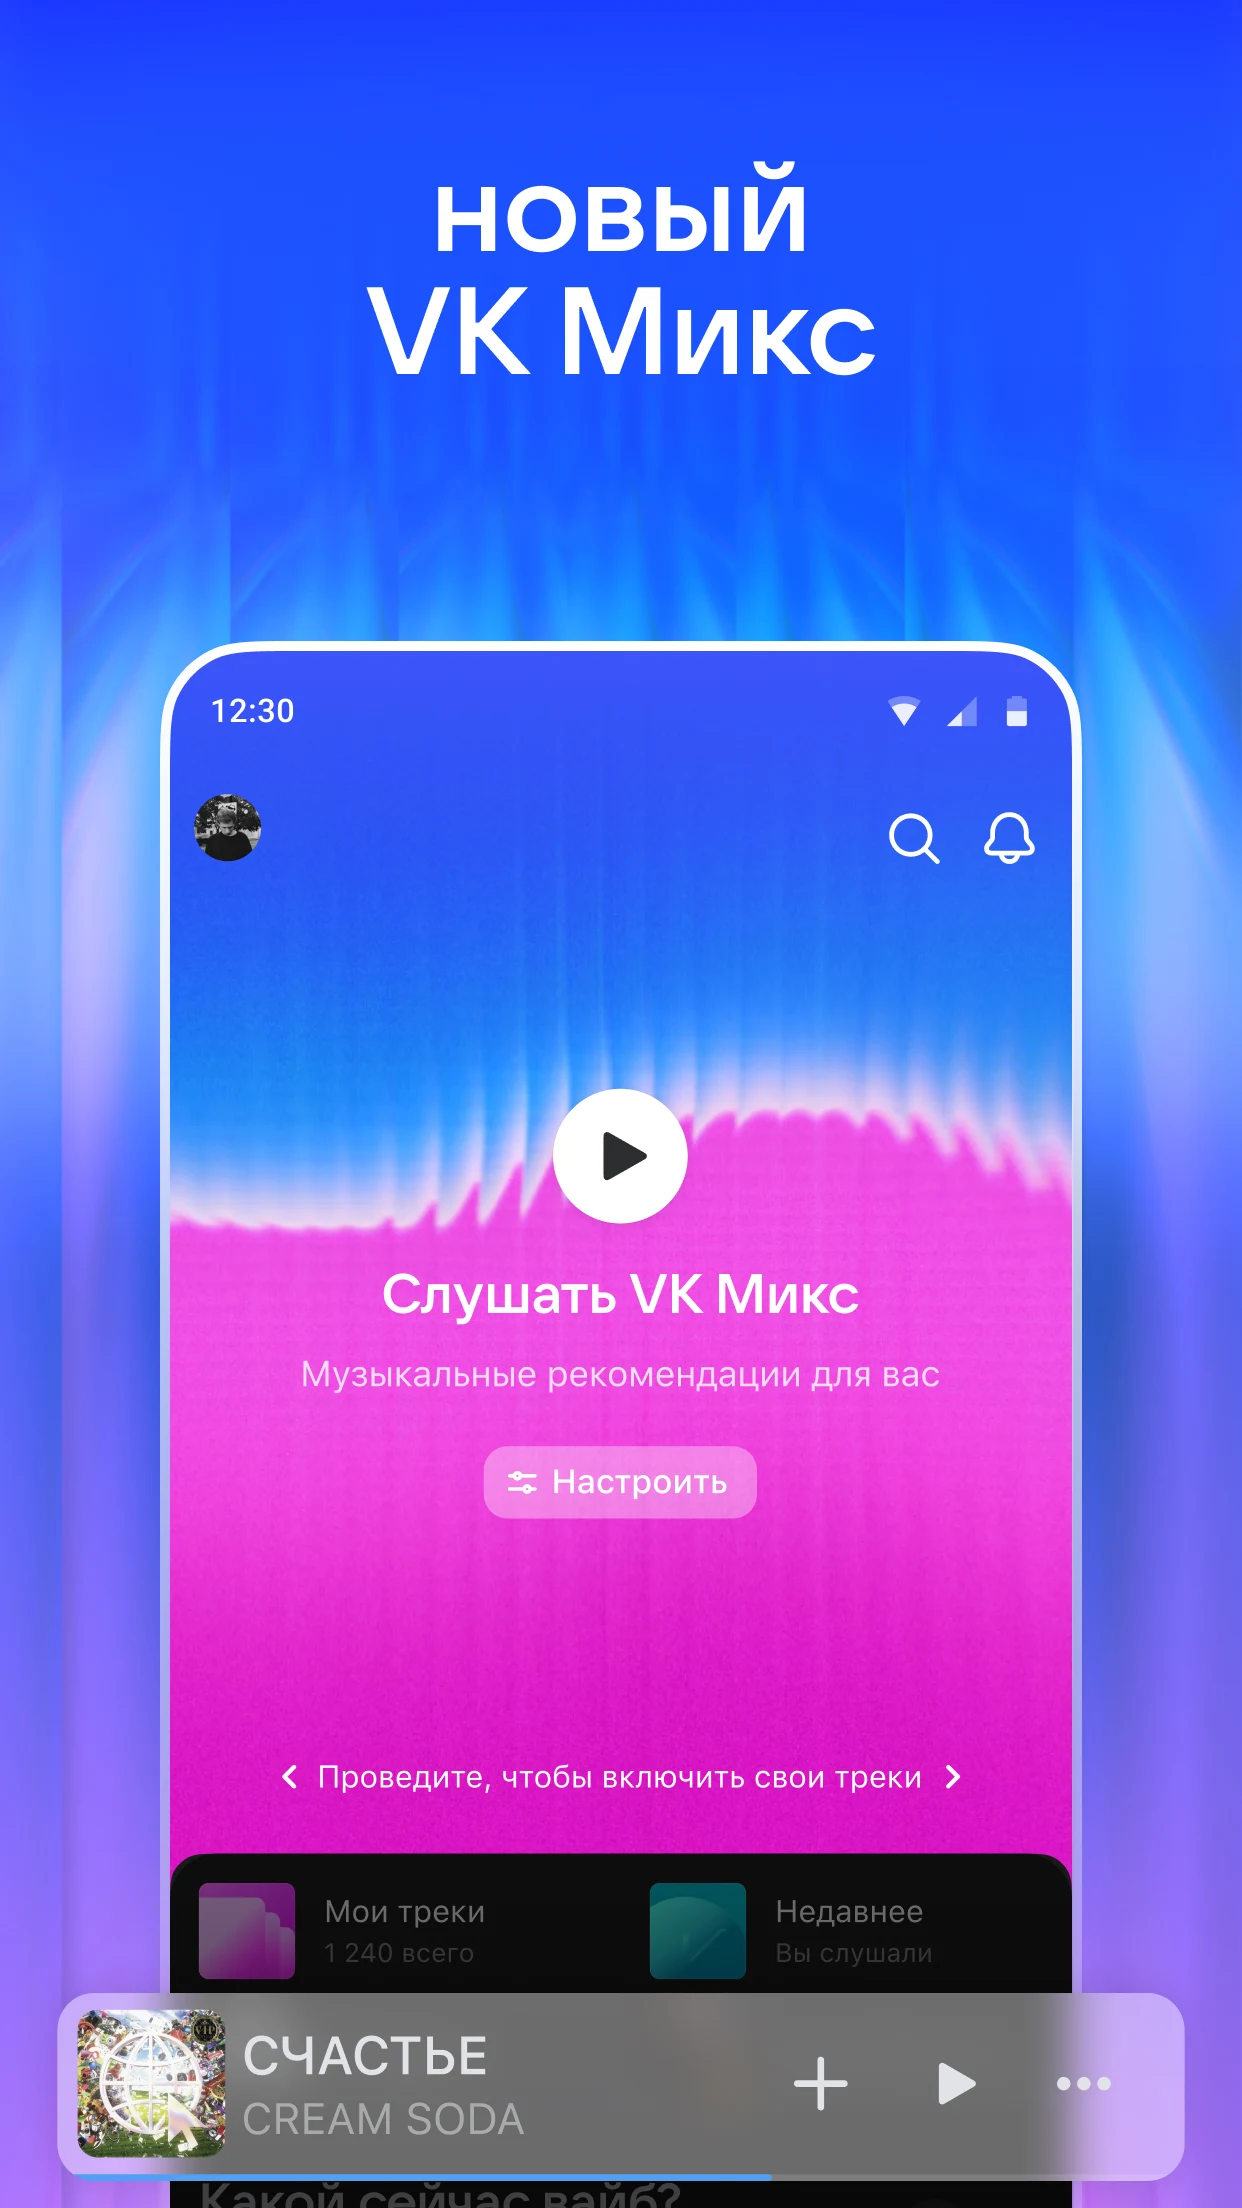 новый
VK Микс
12:30
Слушать VK Микс
Музыкальные рекомендации для вас
Настроить
Проведите, чтобы включить свои треки
Мои треки
1 240 всего
Недавнее
Вы слушали
VIP
СЧАСТЬЕ
CREAM SODA
Какой сейчас вайб?